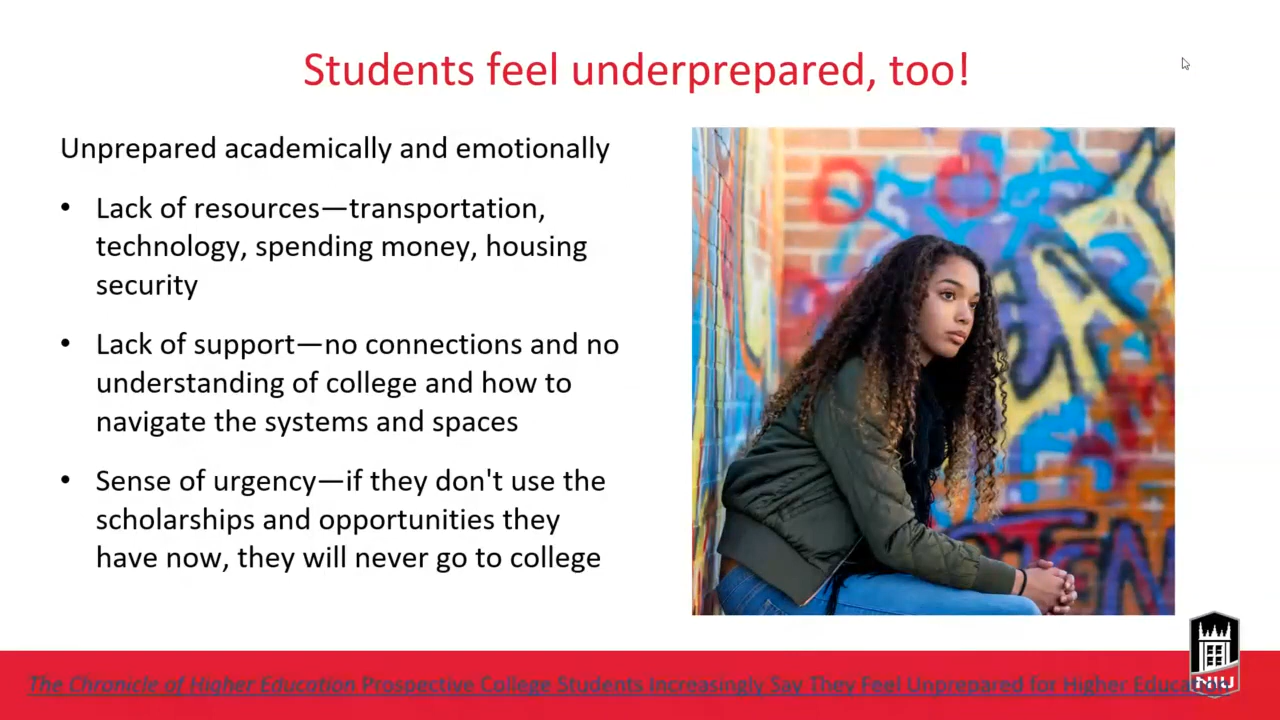 Students feel underprepared, too!
Unprepared academically and emotionally
• Lack of resources—transportation,
technology, spending money, housing
security
• Lack of support—no connections and no
understanding of college and how to
navigate the systems and spaces
• Sense of urgency—if they don't use the
scholarships and opportunities they
have now, they will never go to college
The Chronicle of Higher Education Prospective College Students Increasingly Say They Feel Unprepared for Higher Education
NIU